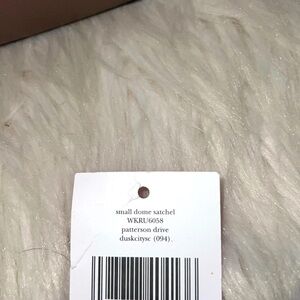 small dome satchel
WKRU6058
patterson drive
duskcitysc (094)